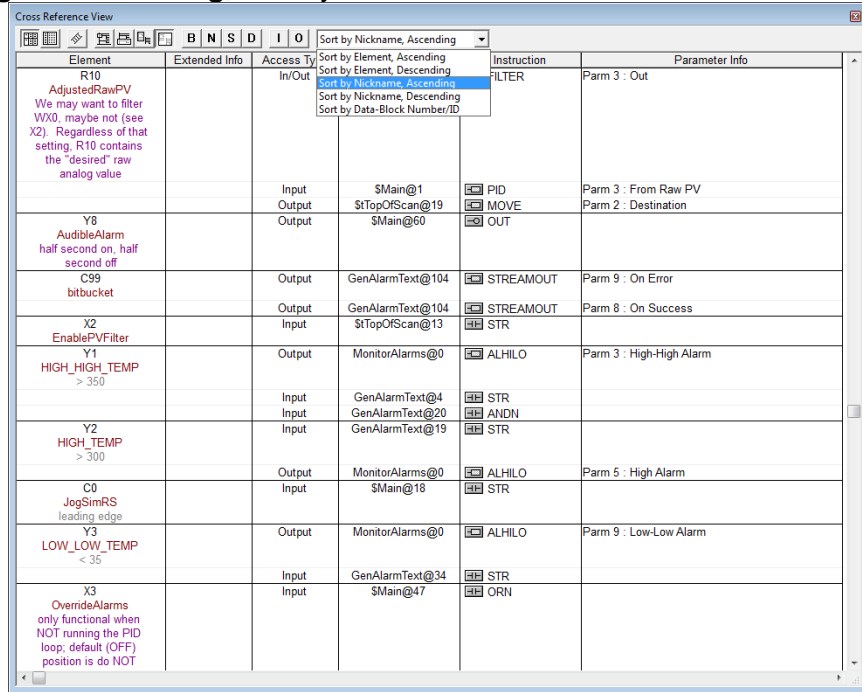 Cross Reference View
B N S D I O Sort by Nickname, Ascending
Sort by Element, Ascending
Sort by Element, Descending
Sort by Nickname, Ascending
Sort by Nickname, Descending
Sort by Data-Block Number/ID
Element Extended Info Access Ty Instruction Parameter Info
R10 In/Out FILTER Parm 3 : Out
AdjustedRawPV
We may want to filter
WX0, maybe not (see
X2). Regardless of that
setting, R10 contains
the "desired" raw
analog value
Input $Main@1 PID Parm 3 : From Raw PV
Output $tTopOfScan@19 MOVE Parm 2 : Destination
Y8 Output $Main@60 OUT
AudibleAlarm
half second on, half
second off
C99 Output GenAlarmText@104 STREAMOUT Parm 9 : On Error
bitbucket
Output GenAlarmText@104 STREAMOUT Parm 8 : On Success
X2 Input $tTopOfScan@13 STR
EnablePVFilter
Y1 Output MonitorAlarms@0 ALHILO Parm 3 : High-High Alarm
HIGH_HIGH_TEMP
> 350
Input GenAlarmText@4 STR
Input GenAlarmText@20 ANDN
Y2 Input GenAlarmText@19 STR
HIGH_TEMP
> 300
Output MonitorAlarms@0 ALHILO Parm 5 : High Alarm
C0 Input $Main@18 STR
JogSimRS
leading edge
Y3 Output MonitorAlarms@0 ALHILO Parm 9 : Low-Low Alarm
LOW_LOW_TEMP
< 35
Input GenAlarmText@34 STR
X3 Input $Main@47 ORN
OverrideAlarms
only functional when
NOT running the PID
loop; default (OFF)
position is do NOT